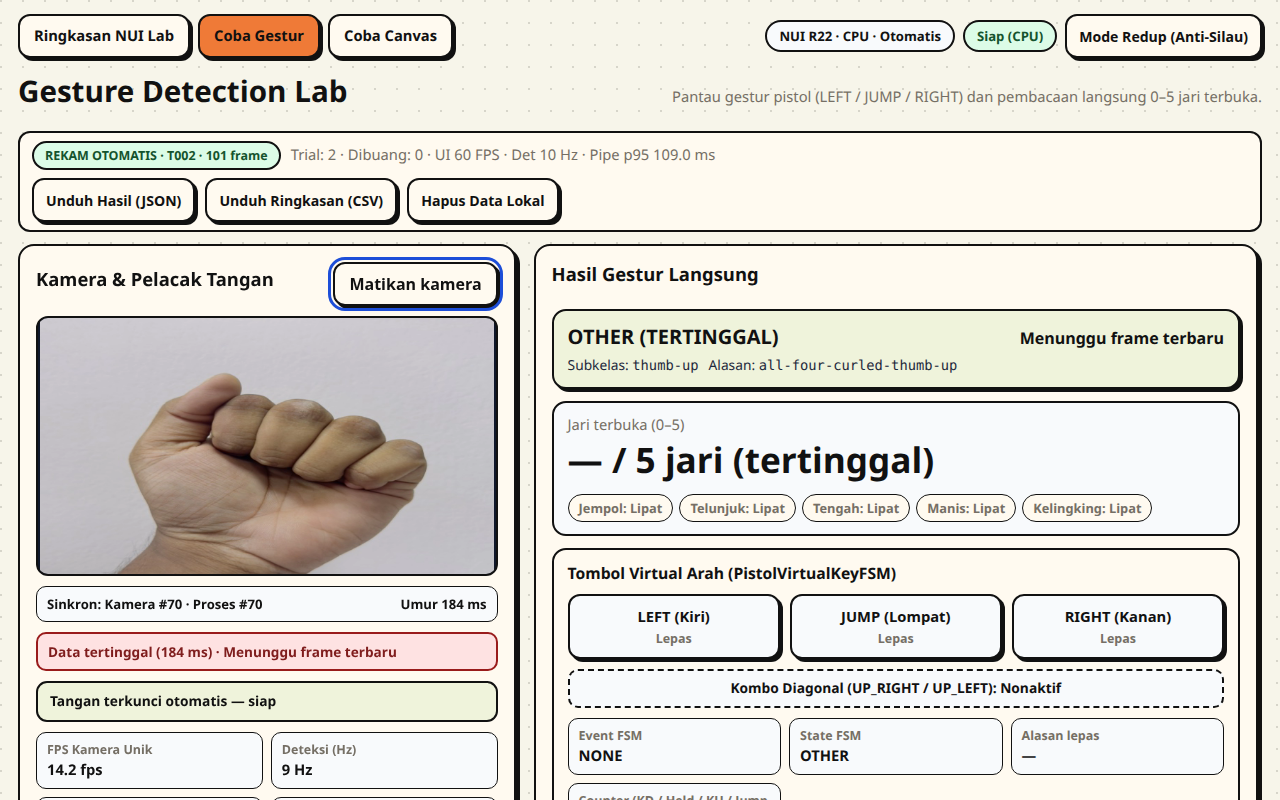 Ringkasan NUI Lab
Coba Gestur
Coba Canvas
NUI R22 · CPU · Otomatis
Siap (CPU)
Mode Redup (Anti-Silau)
Gesture Detection Lab
Pantau gestur pistol (LEFT / JUMP / RIGHT) dan pembacaan langsung 0–5 jari terbuka.
REKAM OTOMATIS · T002 · 101 frame
Trial: 2 · Dibuang: 0 · UI 60 FPS · Det 10 Hz · Pipe p95 109.0 ms
Unduh Hasil (JSON)
Unduh Ringkasan (CSV)
Hapus Data Lokal
Kamera & Pelacak Tangan
Matikan kamera
Sinkron: Kamera #70 · Proses #70
Umur 184 ms
Data tertinggal (184 ms) · Menunggu frame terbaru
Tangan terkunci otomatis — siap
FPS Kamera Unik
14.2 fps
Deteksi (Hz)
9 Hz
Hasil Gestur Langsung
OTHER (TERTINGGAL)
Menunggu frame terbaru
Subkelas: thumb-up Alasan: all-four-curled-thumb-up
Jari terbuka (0–5)
— / 5 jari (tertinggal)
Jempol: Lipat
Telunjuk: Lipat
Tengah: Lipat
Manis: Lipat
Kelingking: Lipat
Tombol Virtual Arah (PistolVirtualKeyFSM)
LEFT (Kiri)
Lepas
JUMP (Lompat)
Lepas
RIGHT (Kanan)
Lepas
Kombo Diagonal (UP_RIGHT / UP_LEFT): Nonaktif
Event FSM
NONE
State FSM
OTHER
Alasan lepas
—
Counter (KD / Hold / KU / Jump